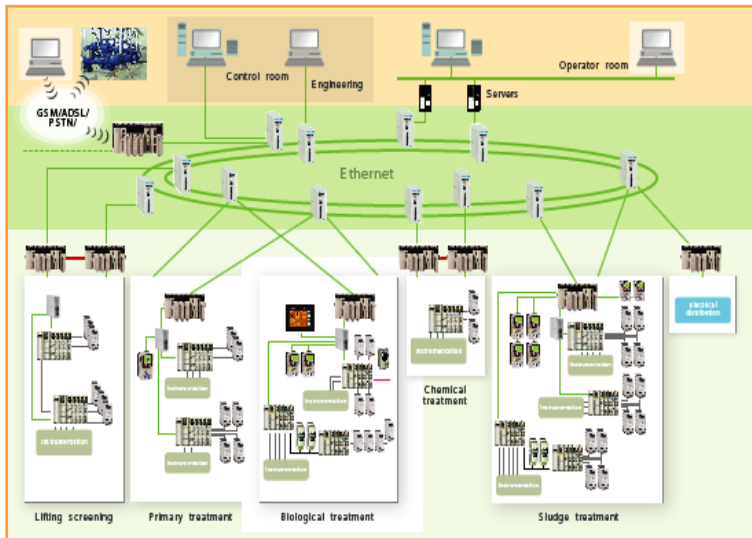 Control room
Engineering
Operator room
Servers
GSM/ADSL/
PSTN/
Ethernet
electrical
distribution
Instrumentation
Instrumentation
Instrumentation
Instrumentation
Chemical
treatment
Instrumentation
Instrumentation
Instrumentation
Instrumentation
Instrumentation
Instrumentation
Lifting screening
Primary treatment
Biological treatment
Sludge treatment